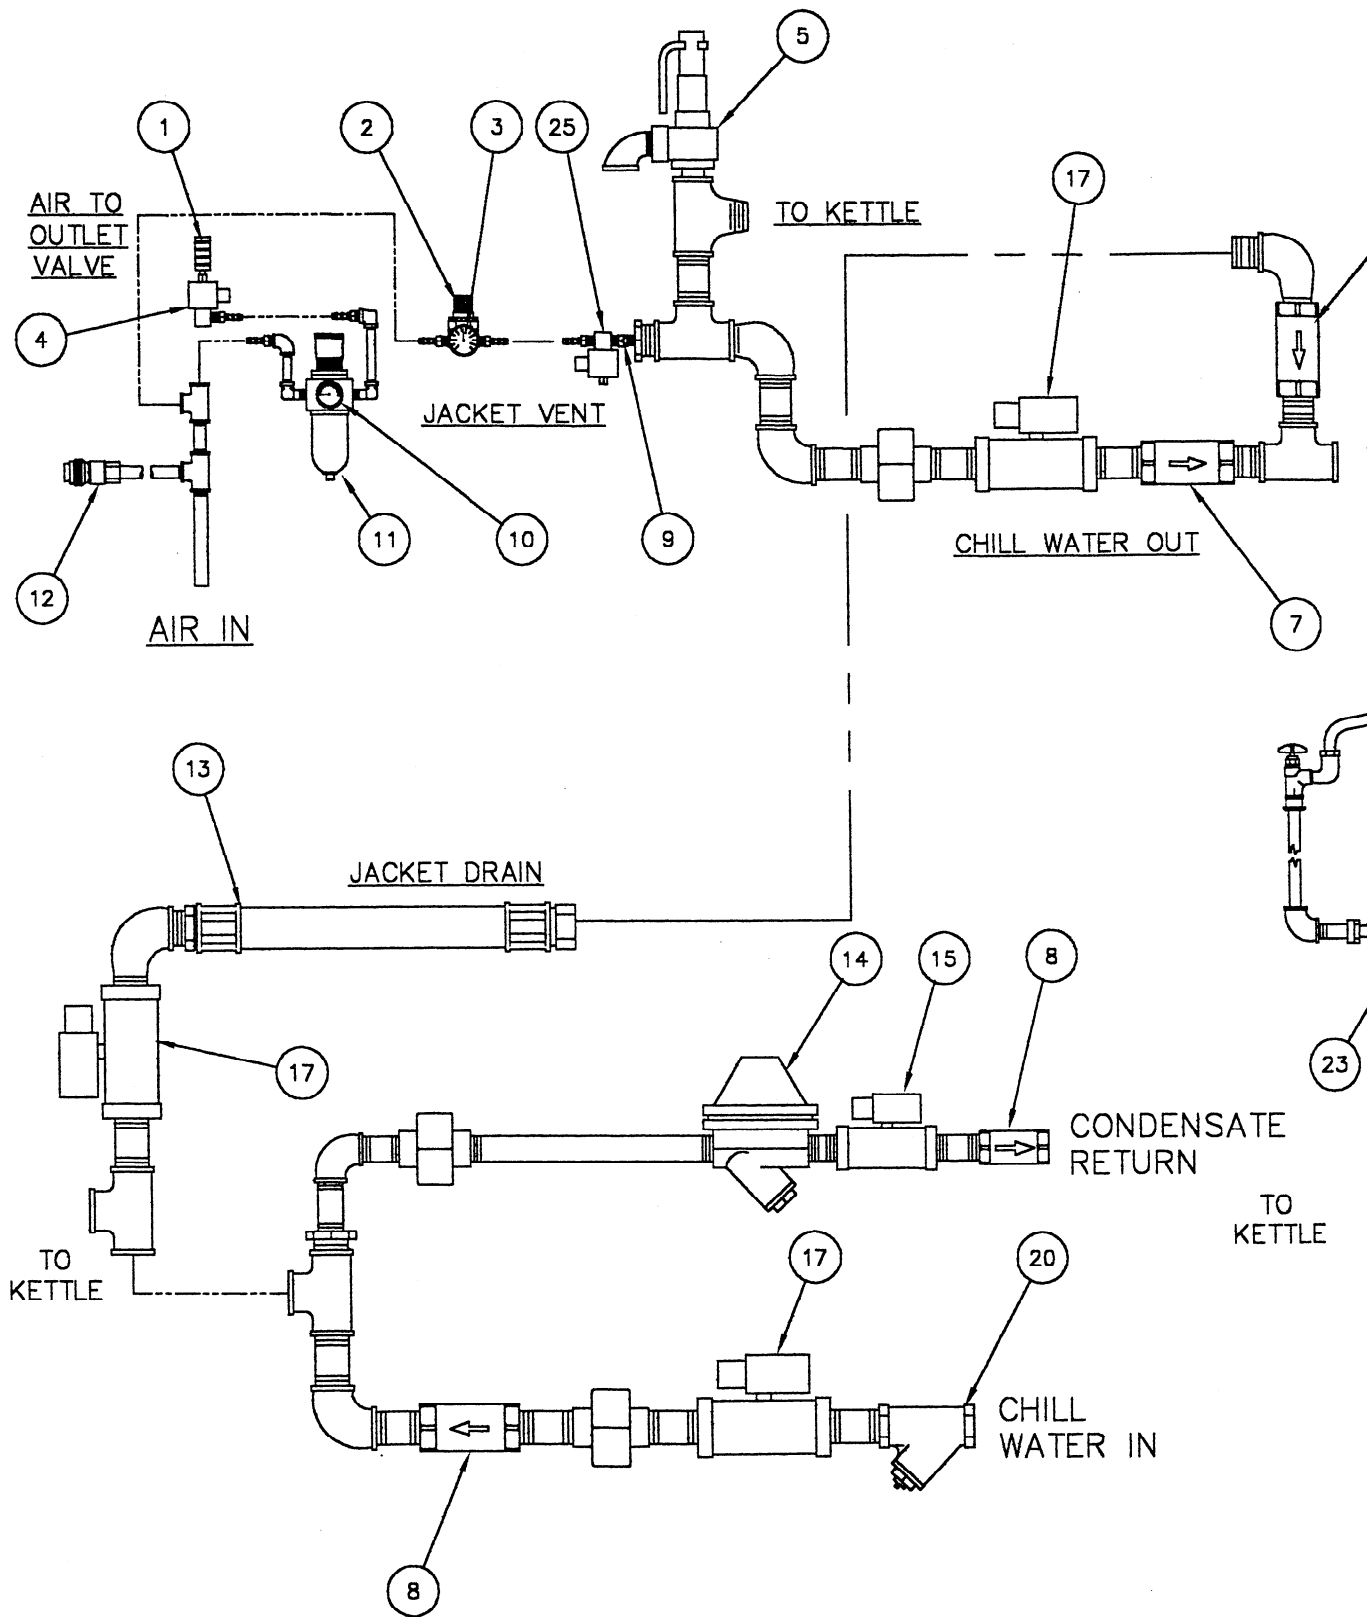 5
1
2
3
25
17
AIR TO
OUTLET
VALVE
TO KETTLE
4
JACKET VENT
12
11
10
9
CHILL WATER OUT
7
AIR IN
13
JACKET DRAIN
14
15
8
17
23
CONDENSATE
RETURN
TO
KETTLE
TO
KETTLE
17
20
CHILL
WATER IN
8